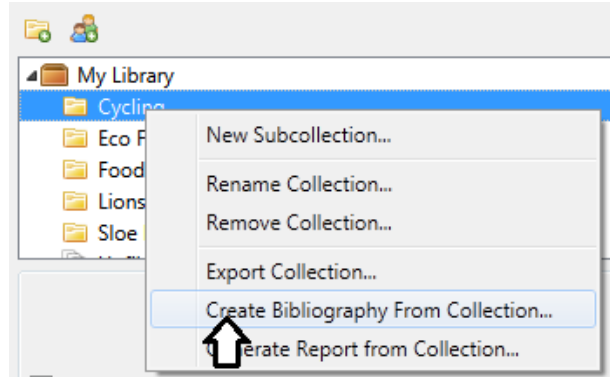 My Library
Cycling
Eco F
Food
Lions
Sloe
New Subcollection...
Rename Collection...
Remove Collection...
Export Collection...
Create Bibliography From Collection...
Generate Report from Collection...